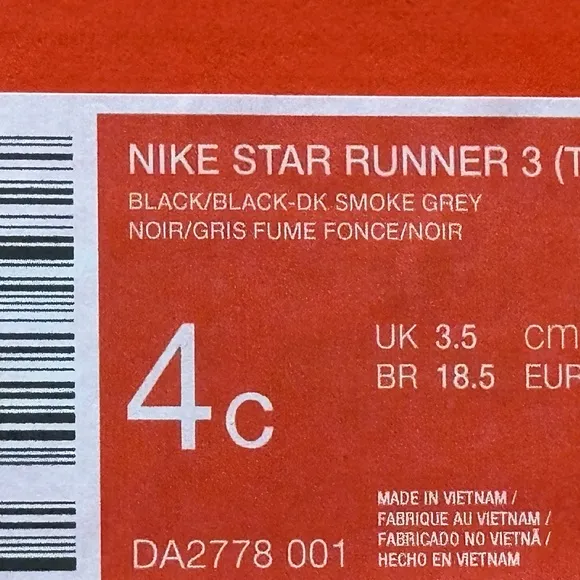 NIKE STAR RUNNER 3 (T
BLACK/BLACK-DK SMOKE GREY
NOIR/GRIS FUME FONCE/NOIR
4c
UK 3.5 cm
BR 18.5 EUR
MADE IN VIETNAM /
FABRIQUE AU VIETNAM /
FABRICADO NO VIETNÃ /
HECHO EN VIETNAM
DA2778 001